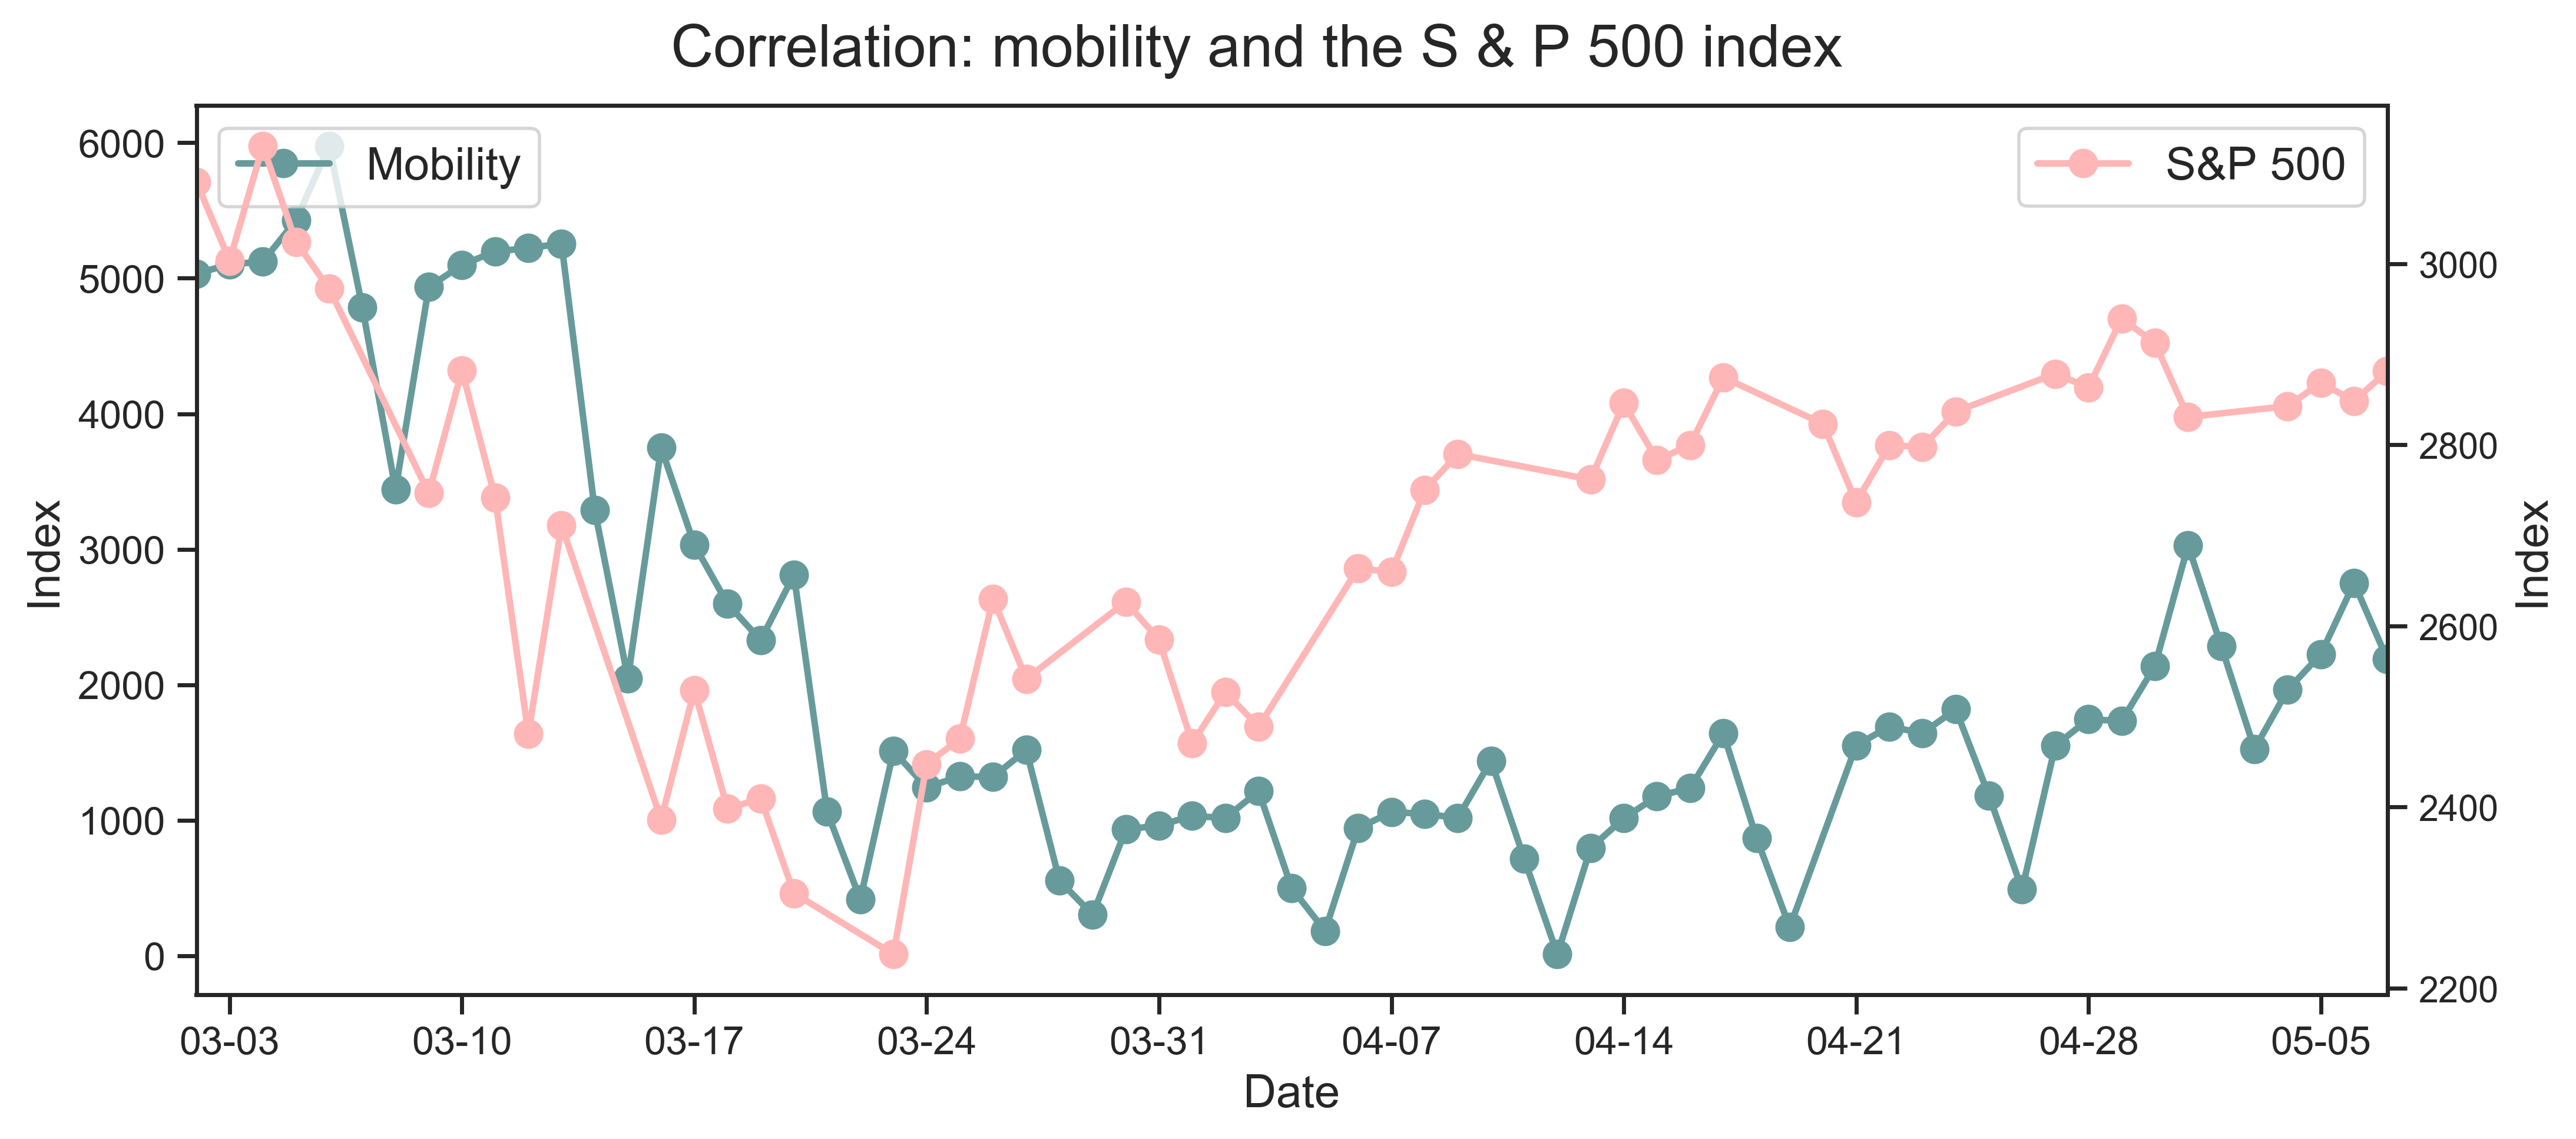 Correlation: mobility and the S & P 500 index
Mobility
S&P 500
6000
5000
4000
3000
2000
1000
0
Index
3000
2800
2600
2400
2200
Index
03-03 03-10 03-17 03-24 03-31 04-07 04-14 04-21 04-28 05-05
Date